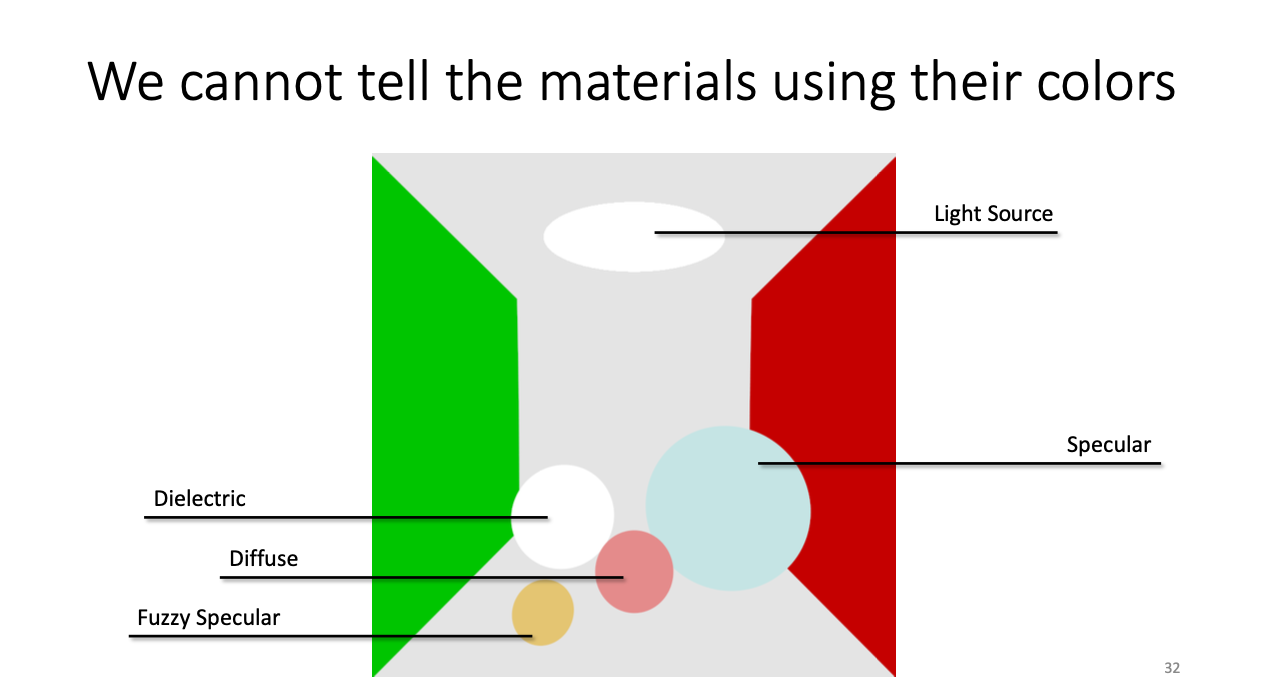 We cannot tell the materials using their colors
Light Source
Specular
Dielectric
Diffuse
Fuzzy Specular
32